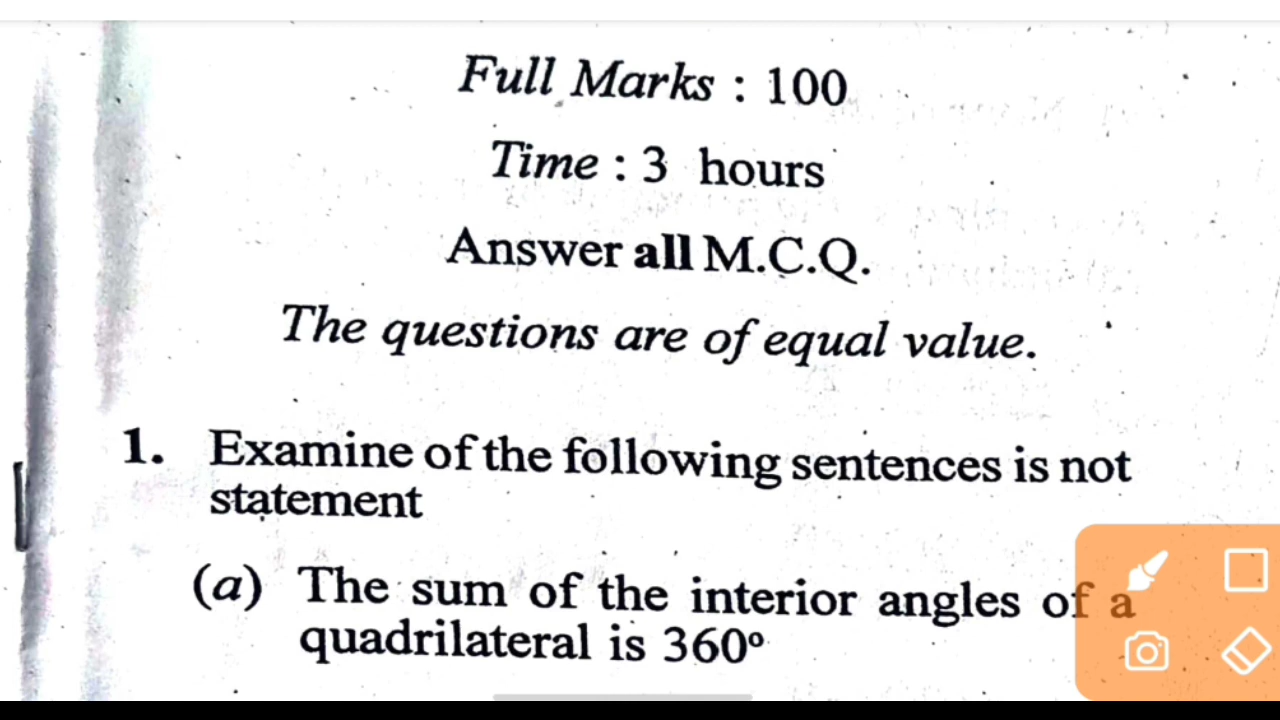 Full Marks : 100
Time : 3 hours
Answer all M.C.Q.
The questions are of equal value.
1. Examine of the following sentences is not
statement
(a) The sum of the interior angles of a
quadrilateral is 360º